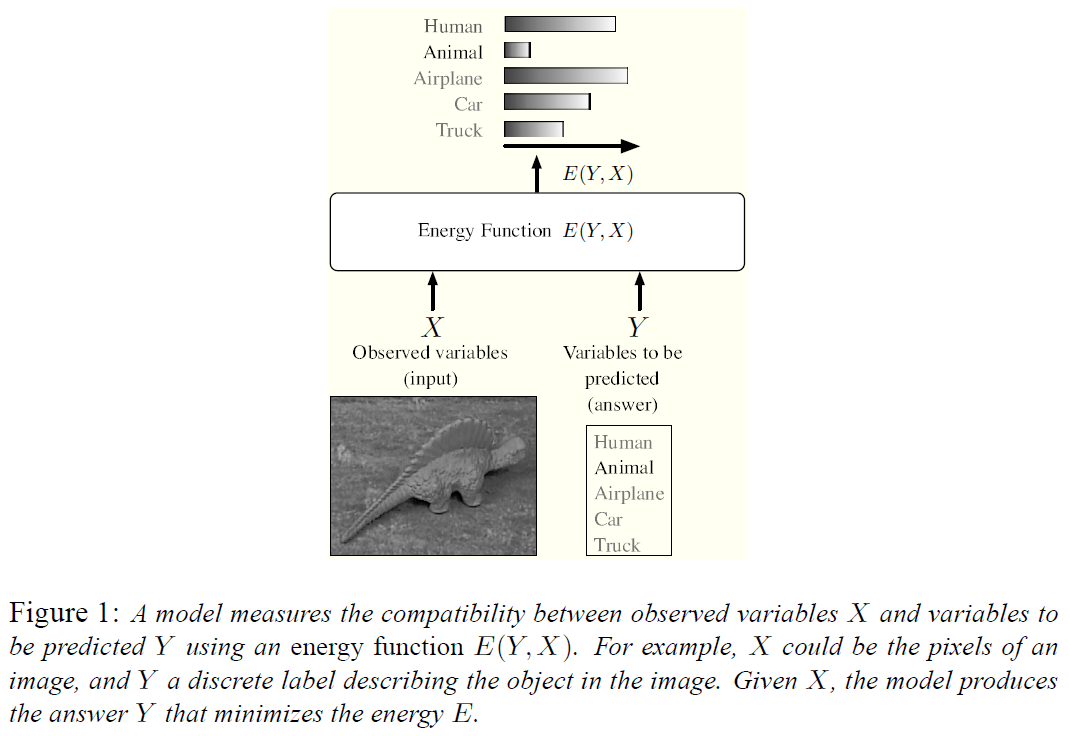 Human
Animal
Airplane
Car
Truck
E(Y, X)
Energy Function E(Y, X)
X
Observed variables
(input)
Y
Variables to be
predicted
(answer)
Human
Animal
Airplane
Car
Truck
Figure 1: A model measures the compatibility between observed variables X and variables to
be predicted Y using an energy function E(Y, X). For example, X could be the pixels of an
image, and Y a discrete label describing the object in the image. Given X, the model produces
the answer Y that minimizes the energy E.